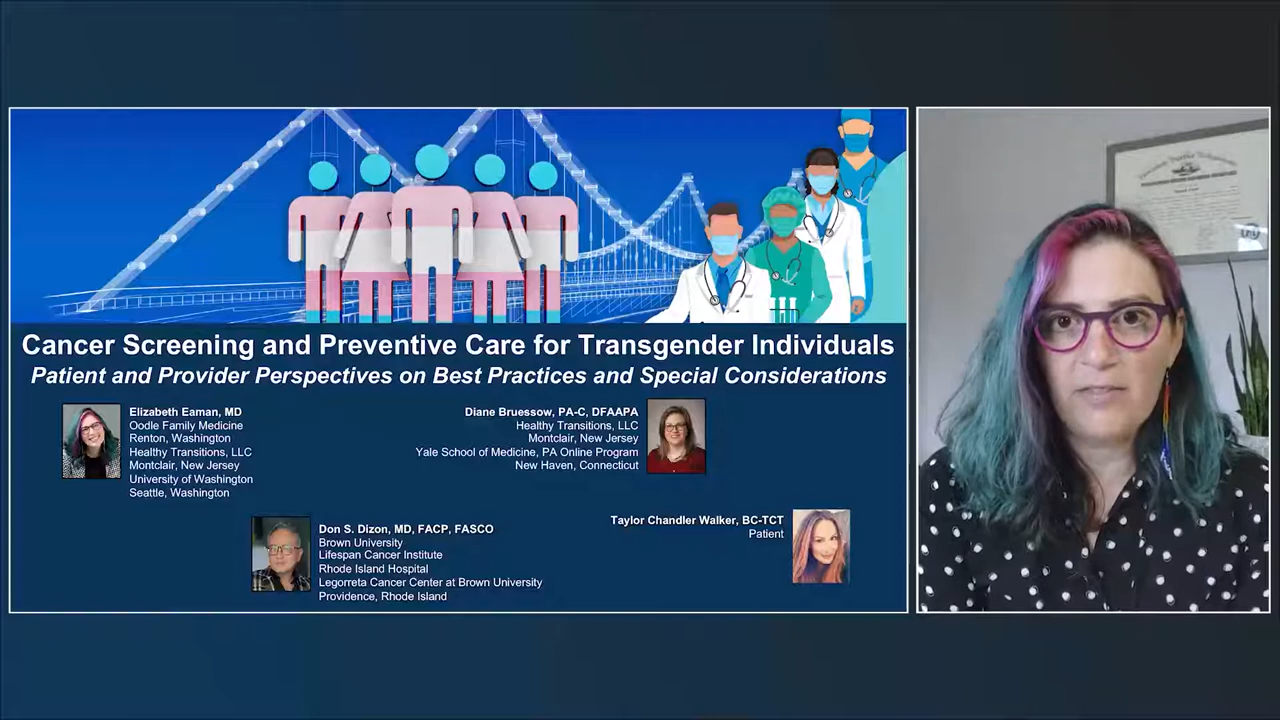 Cancer Screening and Preventive Care for Transgender Individuals
Patient and Provider Perspectives on Best Practices and Special Considerations
Elizabeth Eaman, MD
Oodle Family Medicine
Renton, Washington
Healthy Transitions, LLC
Montclair, New Jersey
University of Washington
Seattle, Washington
Diane Bruessow, PA-C, DFAAPA
Healthy Transitions, LLC
Montclair, New Jersey
Yale School of Medicine, PA Online Program
New Haven, Connecticut
Don S. Dizon, MD, FACP, FASCO
Brown University
Lifespan Cancer Institute
Rhode Island Hospital
Legorreta Cancer Center at Brown University
Providence, Rhode Island
Taylor Chandler Walker, BC-TCT
Patient